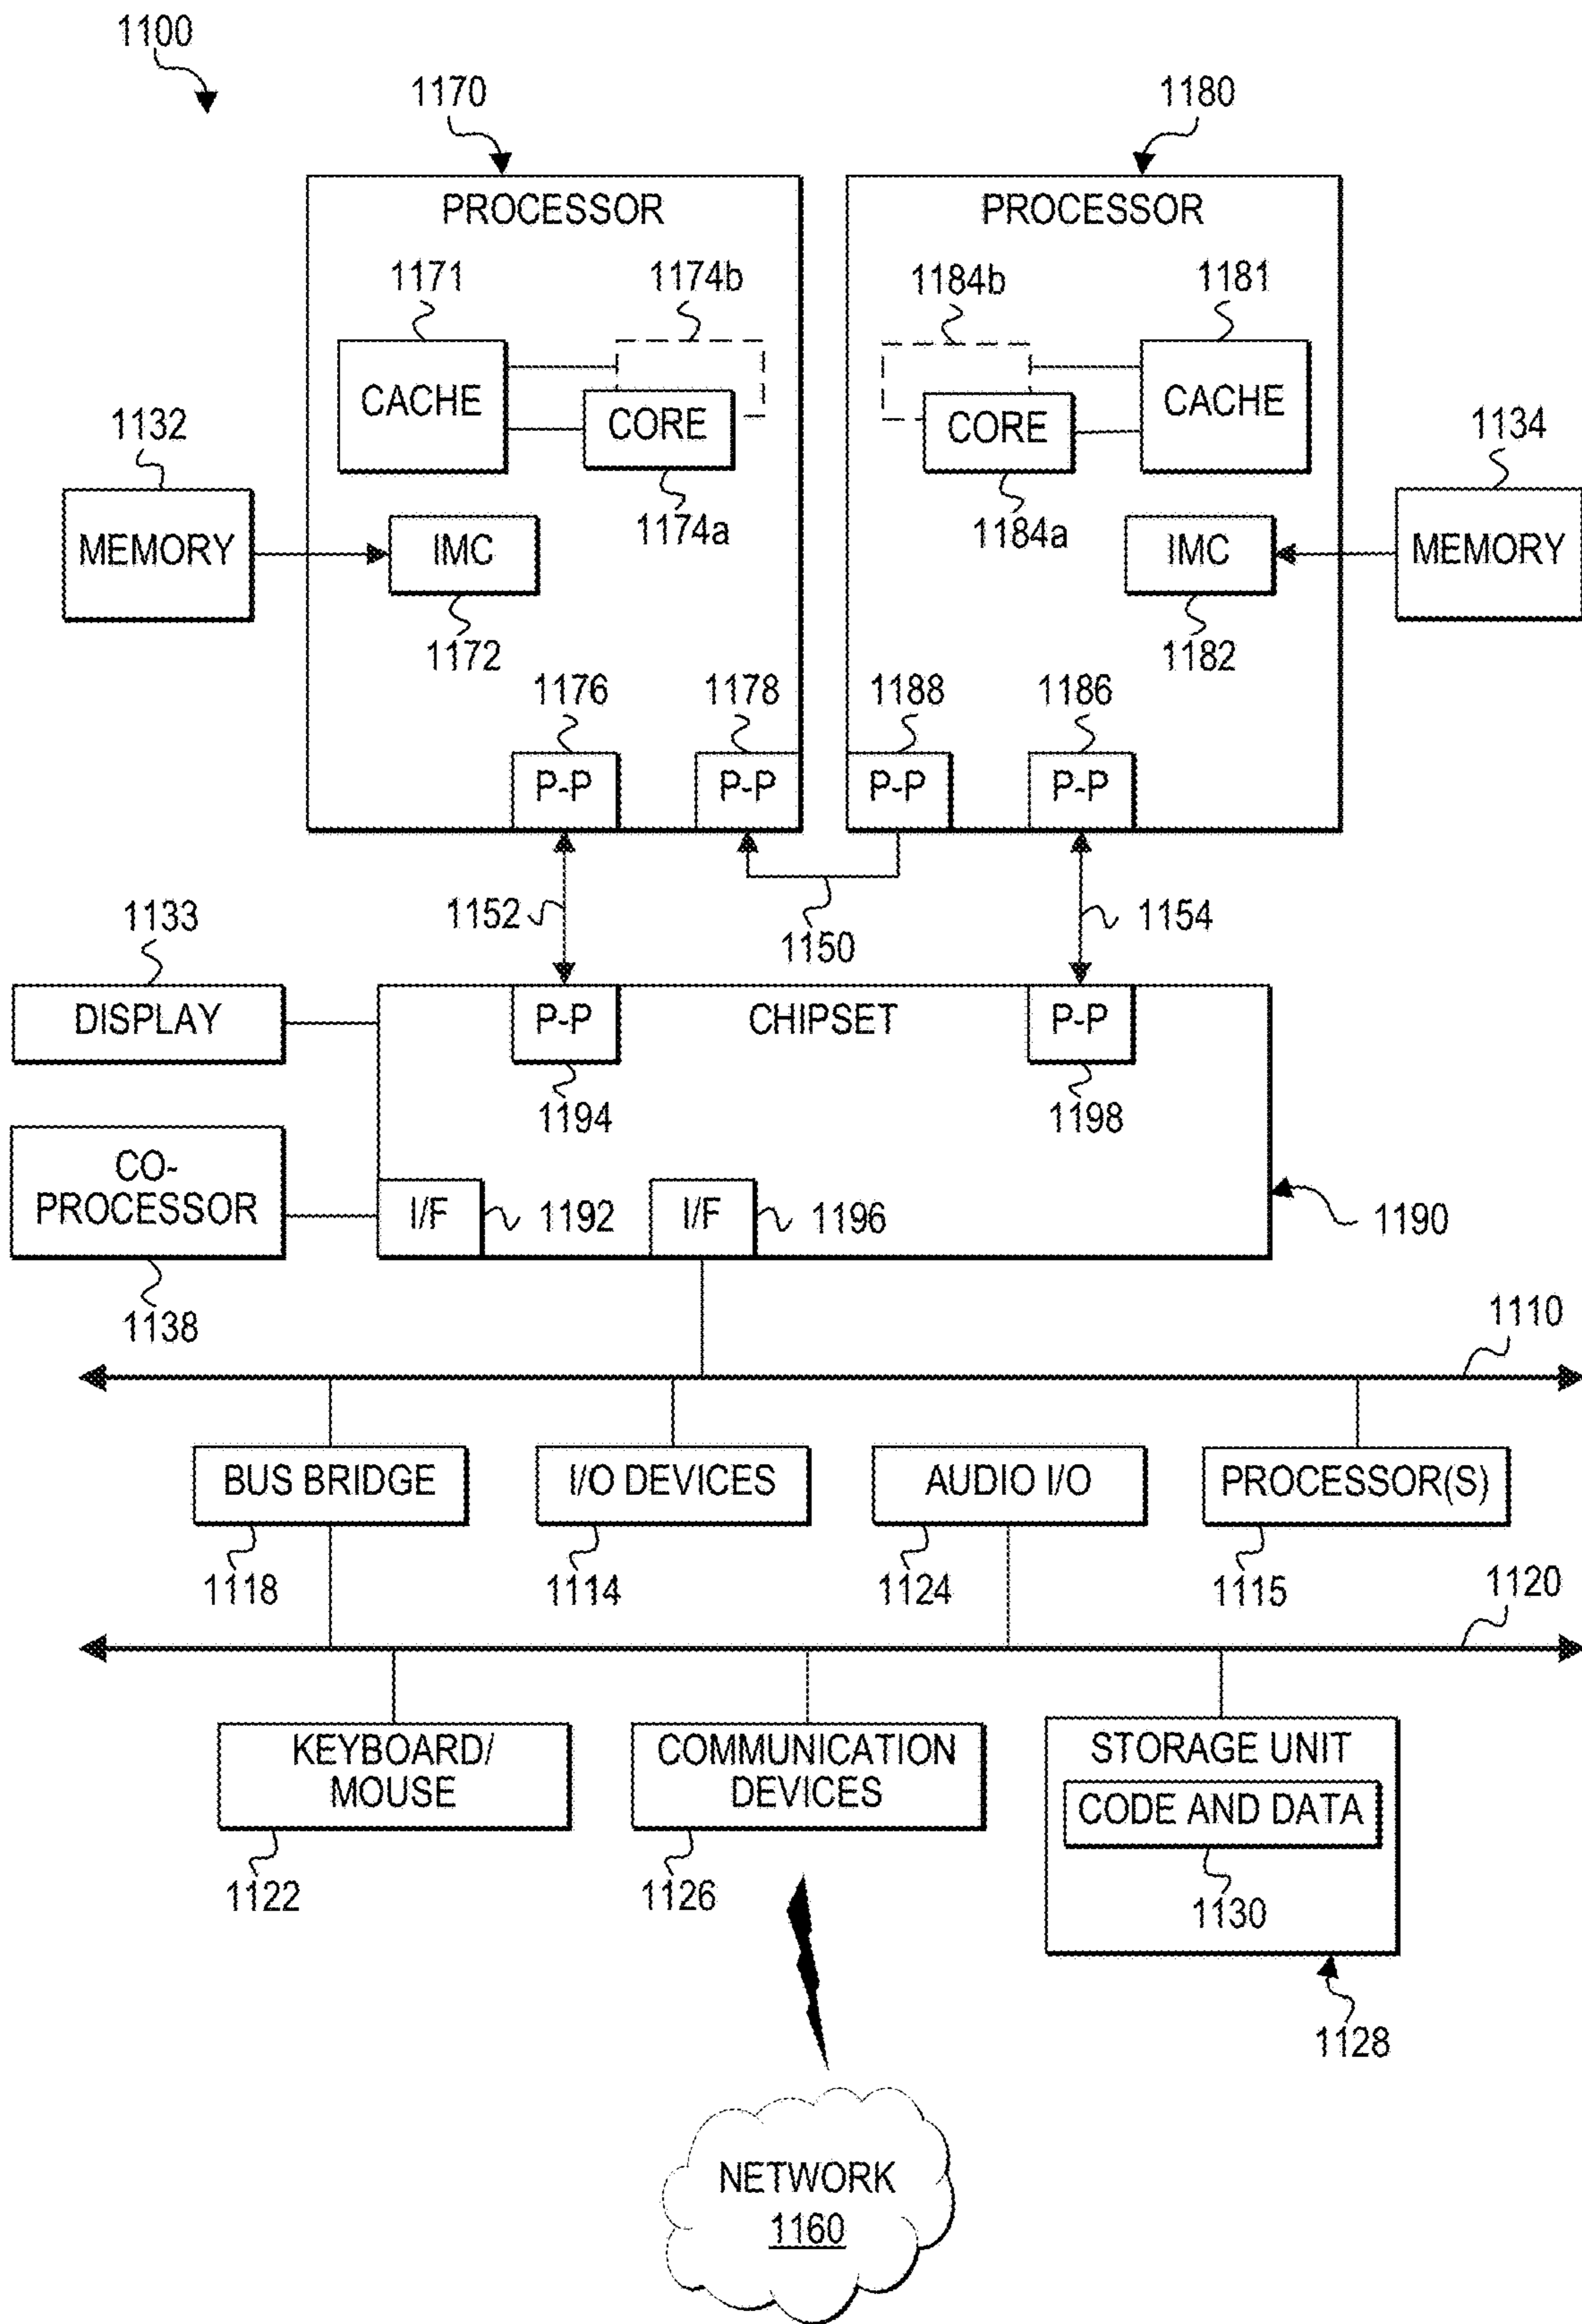 1100
1170
1180
PROCESSOR
PROCESSOR
1171
1174b
1184b
1181
CACHE
CORE
CORE
CACHE
1132
1134
1174a
1184a
MEMORY
IMC
IMC
MEMORY
1172
1182
1176
1178
1188
1186
P-P
P-P
P-P
P-P
1152
1150
1154
1133
DISPLAY
P-P
CHIPSET
P-P
1194
1198
CO-
PROCESSOR
I/F
1192
I/F
1196
1190
1138
1110
BUS BRIDGE
I/O DEVICES
AUDIO I/O
PROCESSOR(S)
1118
1114
1124
1115
1120
KEYBOARD/
MOUSE
COMMUNICATION
DEVICES
STORAGE UNIT
CODE AND DATA
1122
1126
1130
1128
NETWORK
1160